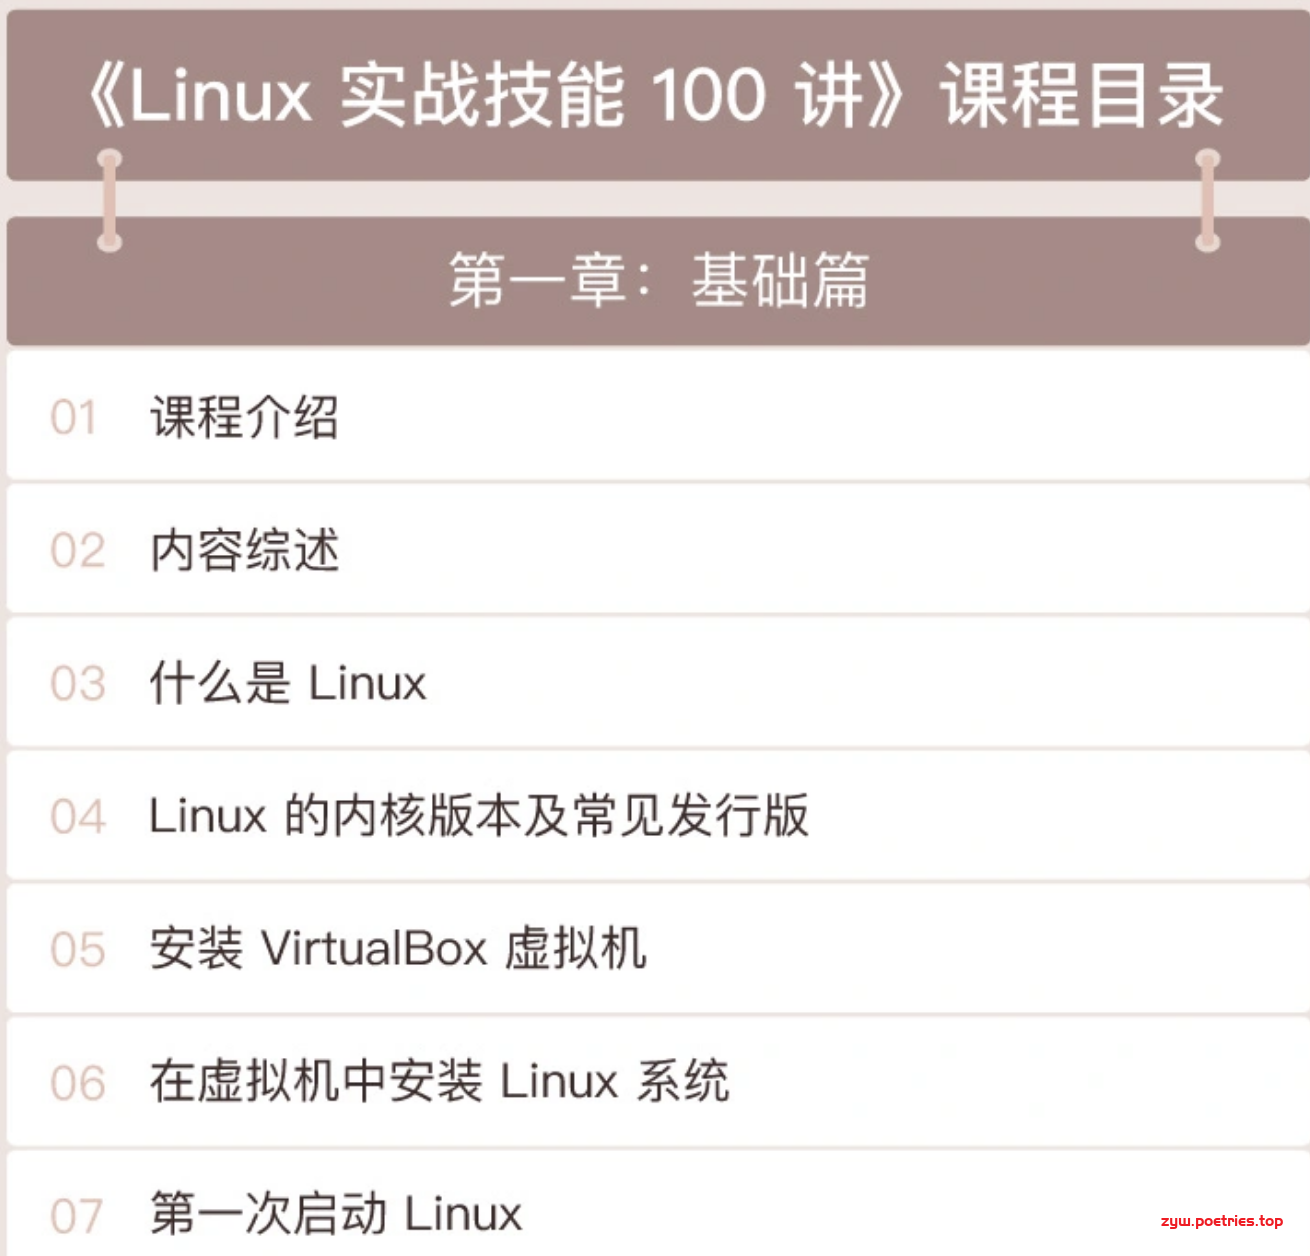 《Linux 实战技能 100 讲》课程目录
第一章：基础篇
01 课程介绍
02 内容综述
03 什么是 Linux
04 Linux 的内核版本及常见发行版
05 安装 VirtualBox 虚拟机
06 在虚拟机中安装 Linux 系统
07 第一次启动 Linux
zyw.poetries.top